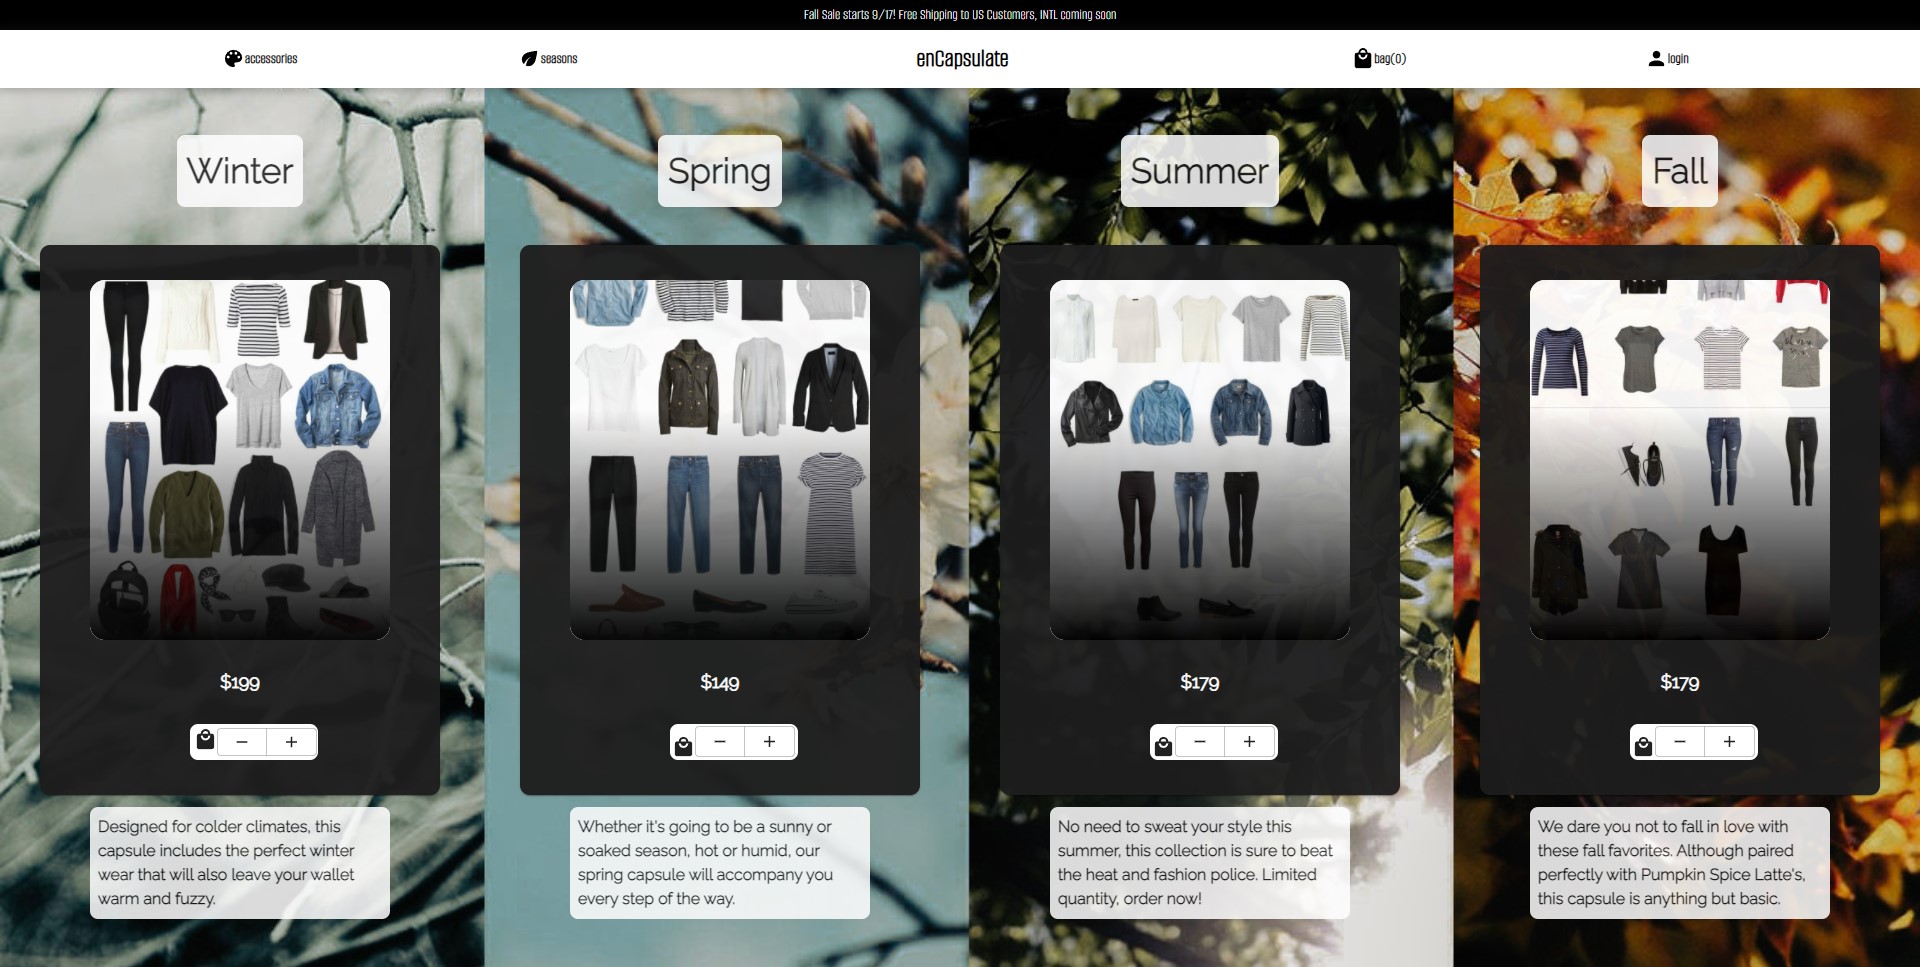 Fall Sale starts 9/17! Free Shipping to US Customers, INTL coming soon
accessories
seasons
enCapsulate
bag(0)
login
Winter
Spring
Summer
Fall
$199
$149
$179
$179
Designed for colder climates, this
capsule includes the perfect winter
wear that will also leave your wallet
warm and fuzzy.
Whether it's going to be a sunny or
soaked season, hot or humid, our
spring capsule will accompany you
every step of the way.
No need to sweat your style this
summer, this collection is sure to beat
the heat and fashion police. Limited
quantity, order now!
We dare you not to fall in love with
these fall favorites. Although paired
perfectly with Pumpkin Spice Latte's,
this capsule is anything but basic.